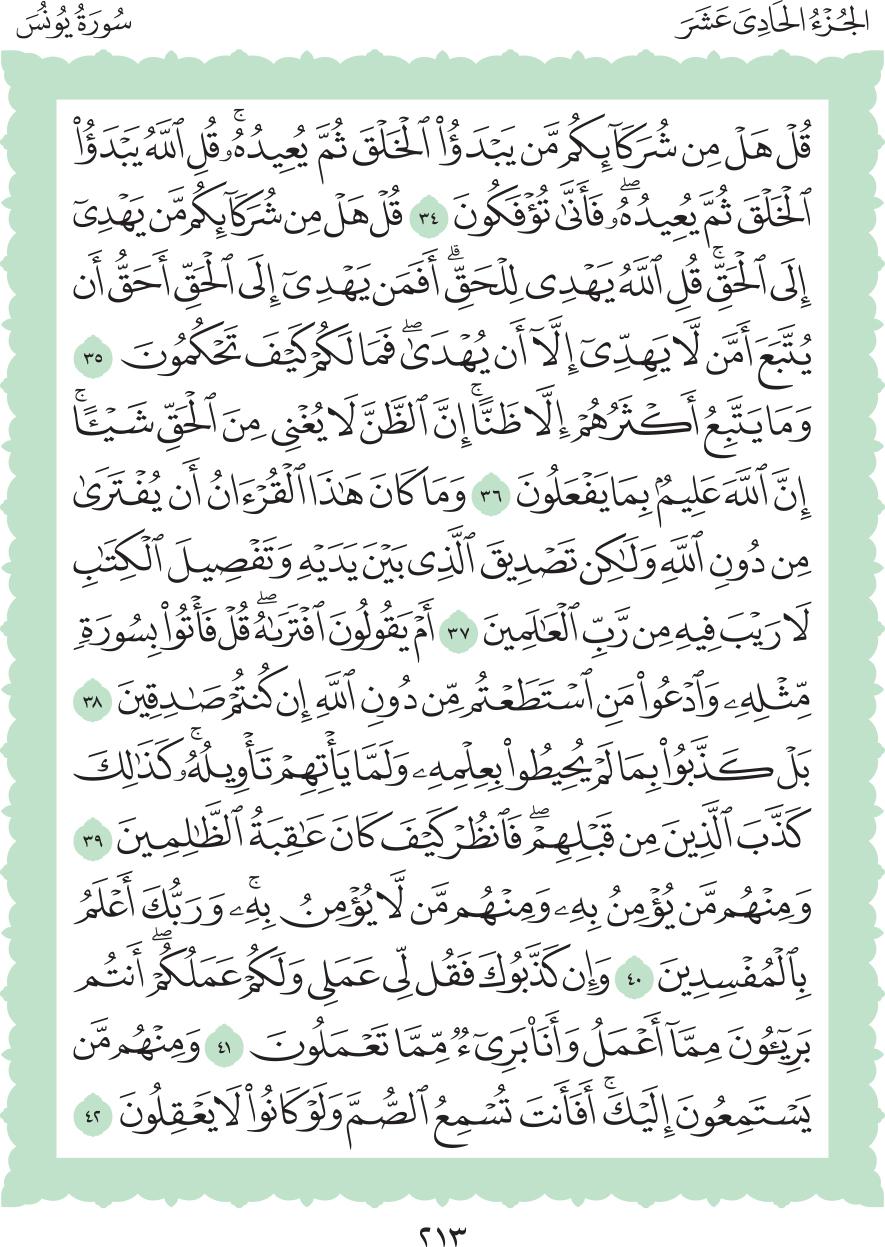 الجُزْءُ الحَادِىَ عَشَرَ
سُورَةُ يُونُسَ
قُلْ هَلْ مِن شُرَكَآئِكُم مَّن يَبْدَؤُا۟ ٱلْخَلْقَ ثُمَّ يُعِيدُهُۥ ۚ قُلِ ٱللَّهُ يَبْدَؤُا۟
ٱلْخَلْقَ ثُمَّ يُعِيدُهُۥ ۖ فَأَنَّىٰ تُؤْفَكُونَ ٣٤ قُلْ هَلْ مِن شُرَكَآئِكُم مَّن يَهْدِىٓ
إِلَى ٱلْحَقِّ ۚ قُلِ ٱللَّهُ يَهْدِى لِلْحَقِّ ۗ أَفَمَن يَهْدِىٓ إِلَى ٱلْحَقِّ أَحَقُّ أَن
يُتَّبَعَ أَمَّن لَّا يَهِدِّىٓ إِلَّآ أَن يُهْدَىٰ ۖ فَمَا لَكُمْ كَيْفَ تَحْكُمُونَ ٣٥
وَمَا يَتَّبِعُ أَكْثَرُهُمْ إِلَّا ظَنًّا ۚ إِنَّ ٱلظَّنَّ لَا يُغْنِى مِنَ ٱلْحَقِّ شَيْـًٔا ۚ
إِنَّ ٱللَّهَ عَلِيمٌۢ بِمَا يَفْعَلُونَ ٣٦ وَمَا كَانَ هَٰذَا ٱلْقُرْءَانُ أَن يُفْتَرَىٰ
مِن دُونِ ٱللَّهِ وَلَٰكِن تَصْدِيقَ ٱلَّذِى بَيْنَ يَدَيْهِ وَتَفْصِيلَ ٱلْكِتَٰبِ
لَا رَيْبَ فِيهِ مِن رَّبِّ ٱلْعَٰلَمِينَ ٣٧ أَمْ يَقُولُونَ ٱفْتَرَىٰهُ ۖ قُلْ فَأْتُوا۟ بِسُورَةٍ
مِّثْلِهِۦ وَٱدْعُوا۟ مَنِ ٱسْتَطَعْتُم مِّن دُونِ ٱللَّهِ إِن كُنتُمْ صَٰدِقِينَ ٣٨
بَلْ كَذَّبُوا۟ بِمَا لَمْ يُحِيطُوا۟ بِعِلْمِهِۦ وَلَمَّا يَأْتِهِمْ تَأْوِيلُهُۥ ۚ كَذَٰلِكَ
كَذَّبَ ٱلَّذِينَ مِن قَبْلِهِمْ ۖ فَٱنظُرْ كَيْفَ كَانَ عَٰقِبَةُ ٱلظَّٰلِمِينَ ٣٩
وَمِنْهُم مَّن يُؤْمِنُ بِهِۦ وَمِنْهُم مَّن لَّا يُؤْمِنُ بِهِۦ ۚ وَرَبُّكَ أَعْلَمُ
بِٱلْمُفْسِدِينَ ٤٠ وَإِن كَذَّبُوكَ فَقُل لِّى عَمَلِى وَلَكُمْ عَمَلُكُمْ ۖ أَنتُم
بَرِيٓـُٔونَ مِمَّآ أَعْمَلُ وَأَنَا۠ بَرِىٓءٌ مِّمَّا تَعْمَلُونَ ٤١ وَمِنْهُم مَّن
يَسْتَمِعُونَ إِلَيْكَ ۚ أَفَأَنتَ تُسْمِعُ ٱلصُّمَّ وَلَوْ كَانُوا۟ لَا يَعْقِلُونَ ٤٢
٢١٣